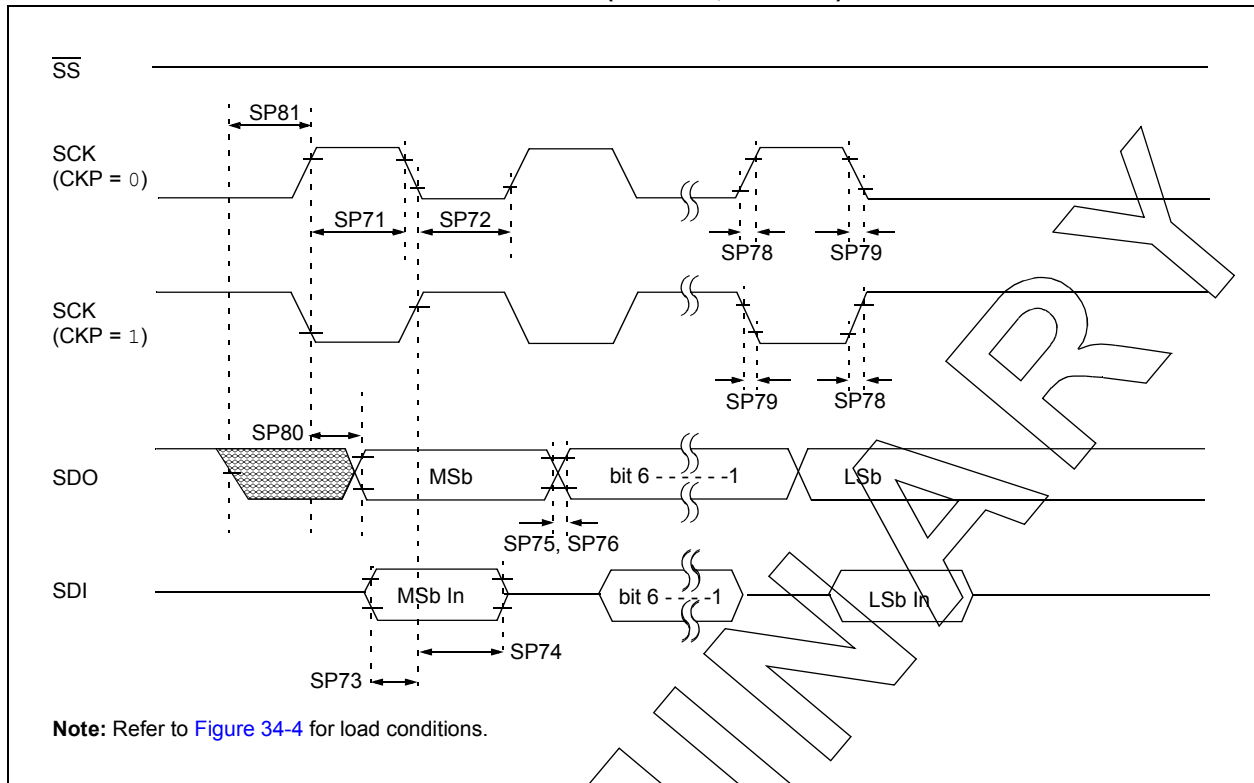 SS
SP81
SCK
(CKP = 0)
SP71
SP72
SP78
SP79
SCK
(CKP = 1)
SP79
SP78
SP80
SDO
MSb
bit 6 - - - - - -1
LSb
SP75, SP76
SDI
MSb In
bit 6 - - - -1
LSb In
SP74
SP73
Note: Refer to Figure 34-4 for load conditions.
INARY